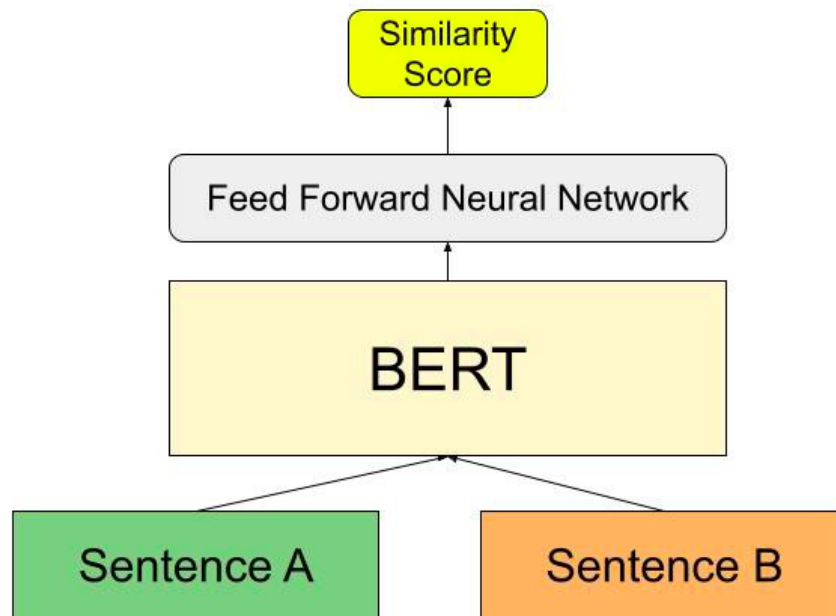 Similarity
Score
Feed Forward Neural Network
BERT
Sentence A
Sentence B